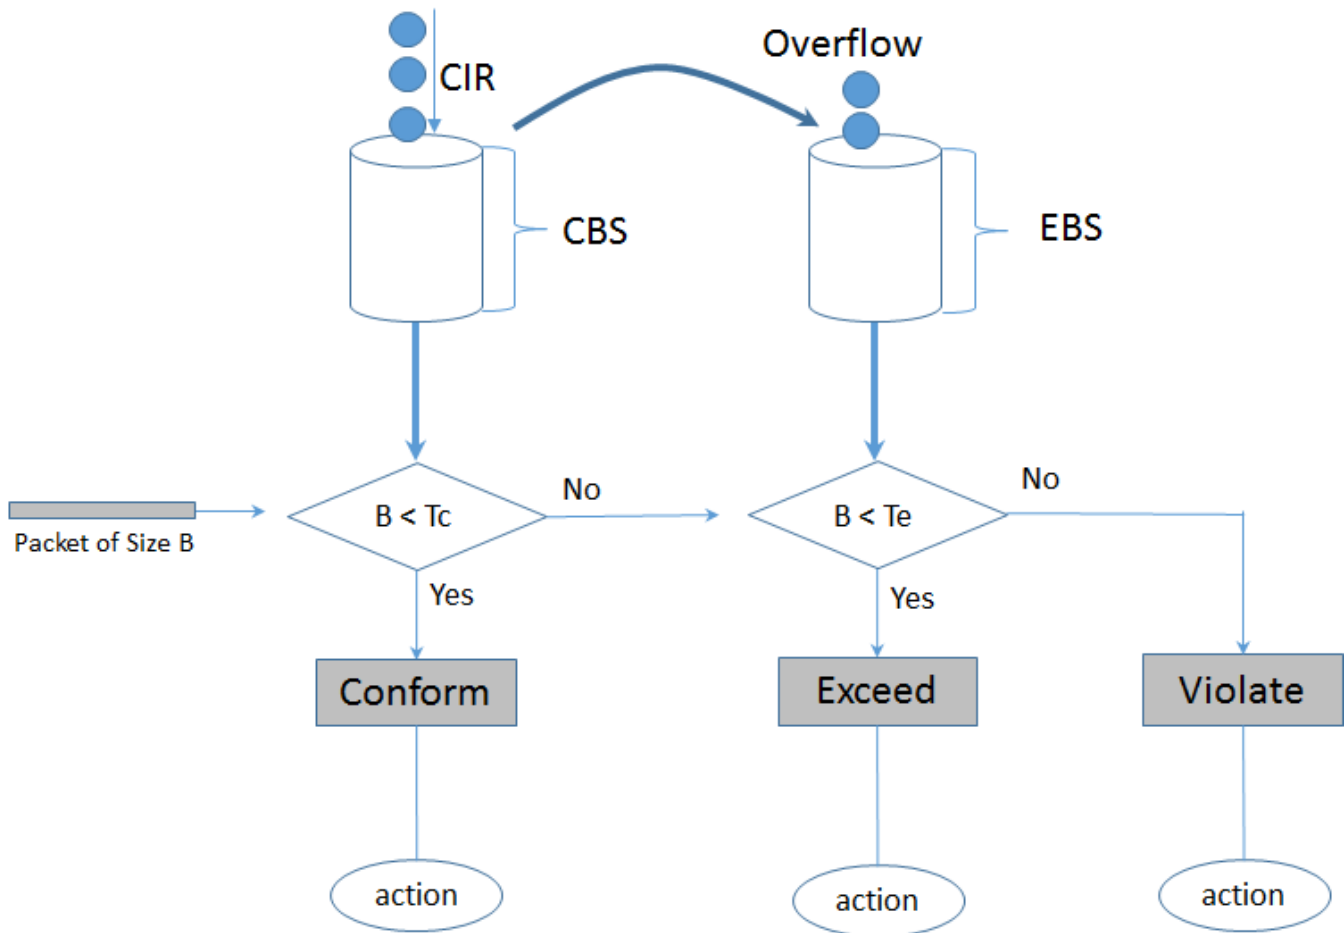 Overflow
CIR
CBS
EBS
No
No
B < Tc
B < Te
Packet of Size B
Yes
Yes
Conform
Exceed
Violate
action
action
action